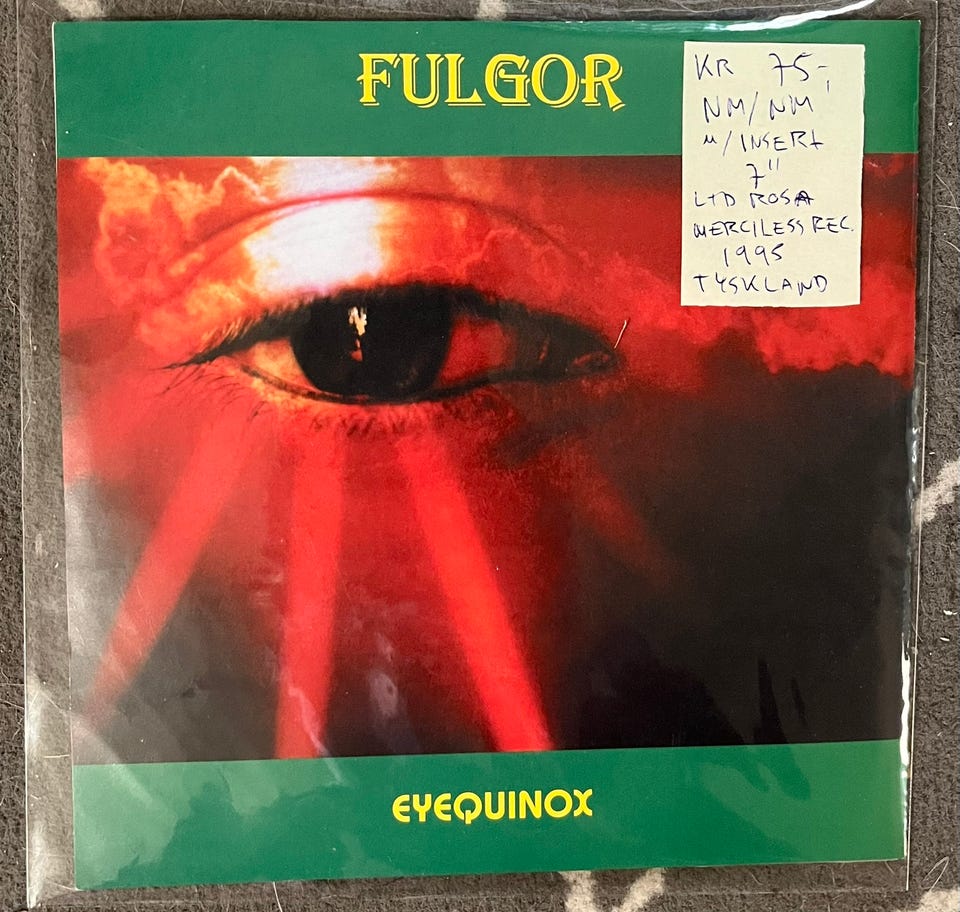 FULGOR
KR 75,-
NM/NM
M/INSERT
7"
LTD ROSA
MERCILESS REC.
1995
TYSKLAND
EYEQUINOX